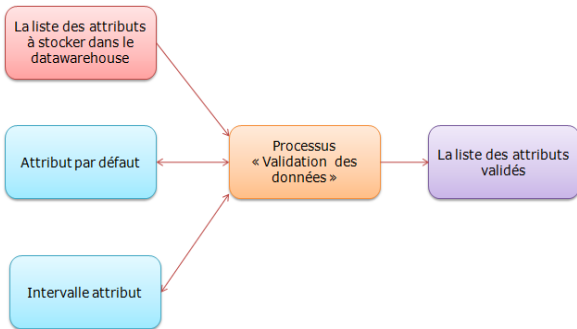 La liste des attributs
à stocker dans le
datawarehouse
Attribut par défaut
Processus
« Validation des
données »
La liste des attributs
validés
Intervalle attribut